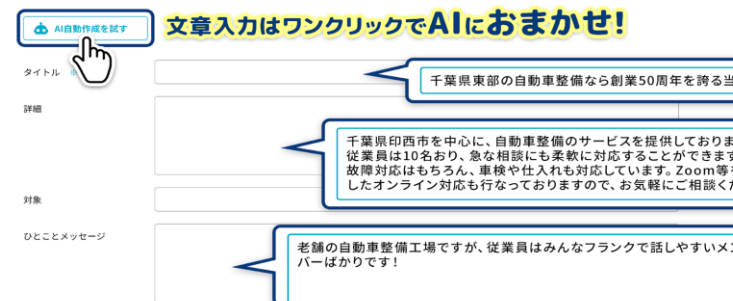 AI自動作成を試す
文章入力はワンクリックでAIにおまかせ!
タイトル
千葉県東部の自動車整備なら創業50周年を誇る当
詳細
千葉県印西市を中心に、自動車整備のサービスを提供しておりま
従業員は10名おり、急な相談にも柔軟に対応することができます
故障対応はもちろん、車検や仕入れも対応しています。Zoom等
したオンライン対応も行なっておりますので、お気軽にご相談くだ
対象
ひとことメッセージ
老舗の自動車整備工場ですが、従業員はみんなフランクで話しやすいメン
バーばかりです!